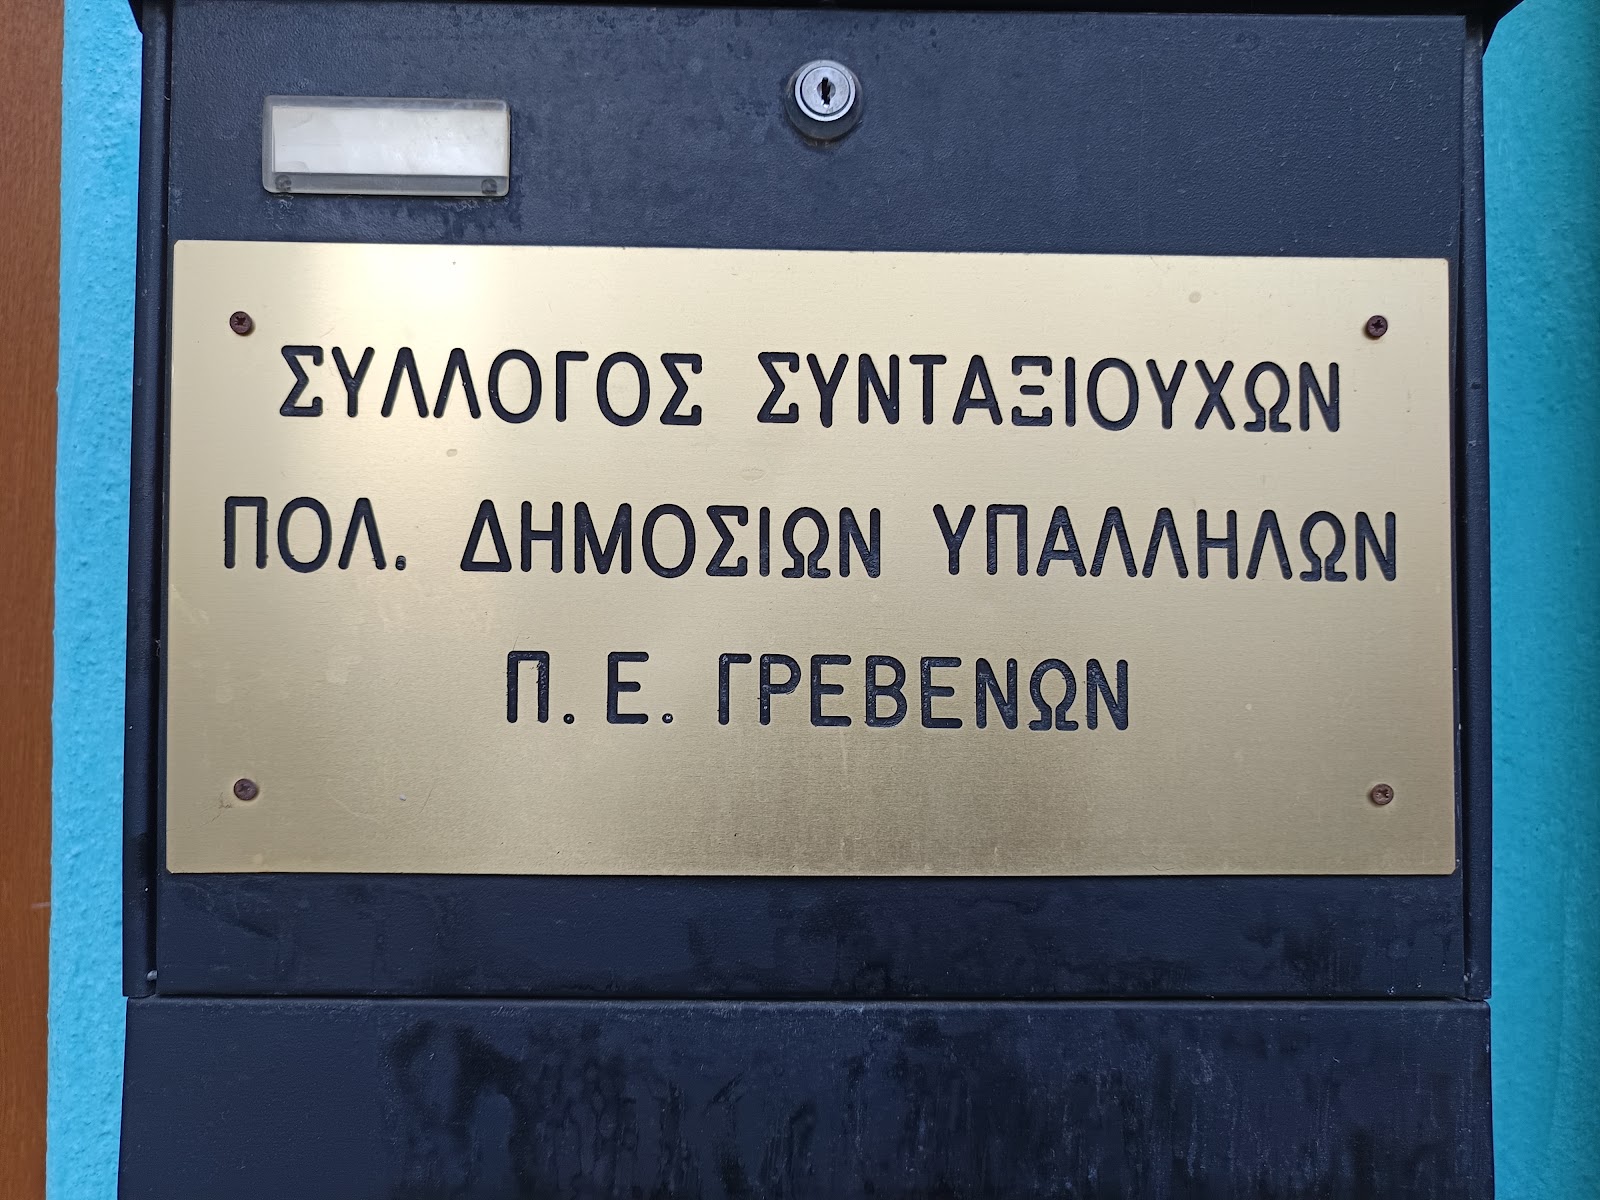 ΣΥΛΛΟΓΟΣ ΣΥΝΤΑΞΙΟΥΧΩΝ
ΠΟΛ. ΔΗΜΟΣΙΩΝ ΥΠΑΛΛΗΛΩΝ
Π. Ε. ΓΡΕΒΕΝΩΝ